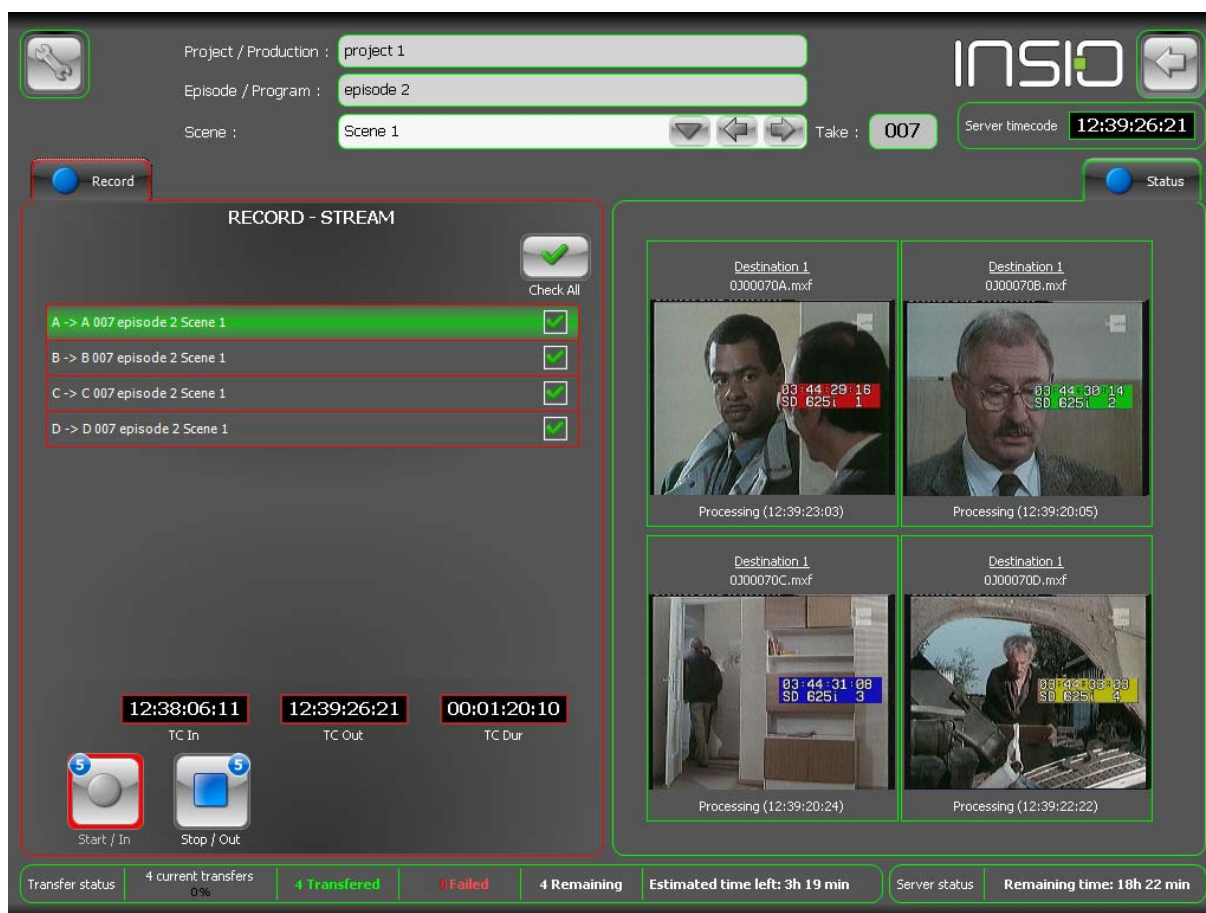 Project / Production : project 1
INSIO
Episode / Program : episode 2
Scene : Scene 1
Take : 007
Server timecode 12:39:26:21
Record
Status
RECORD - STREAM
Check All
A -> A 007 episode 2 Scene 1
B -> B 007 episode 2 Scene 1
C -> C 007 episode 2 Scene 1
D -> D 007 episode 2 Scene 1
12:38:06:11 12:39:26:21 00:01:20:10
TC In TC Out TC Dur
5 5
Start / In Stop / Out
Destination 1
0J00070A.mxf
03:44:29:16
SD 625i 1
Processing (12:39:23:03)
Destination 1
0J00070B.mxf
03:44:30:14
SD 625i 2
Processing (12:39:20:05)
Destination 1
0J00070C.mxf
03:44:31:08
SD 625i 3
Processing (12:39:20:24)
Destination 1
0J00070D.mxf
SD 625i 4
Processing (12:39:22:22)
Transfer status
4 current transfers
0%
4 Transfered
0 Failed
4 Remaining
Estimated time left: 3h 19 min
Server status
Remaining time: 18h 22 min